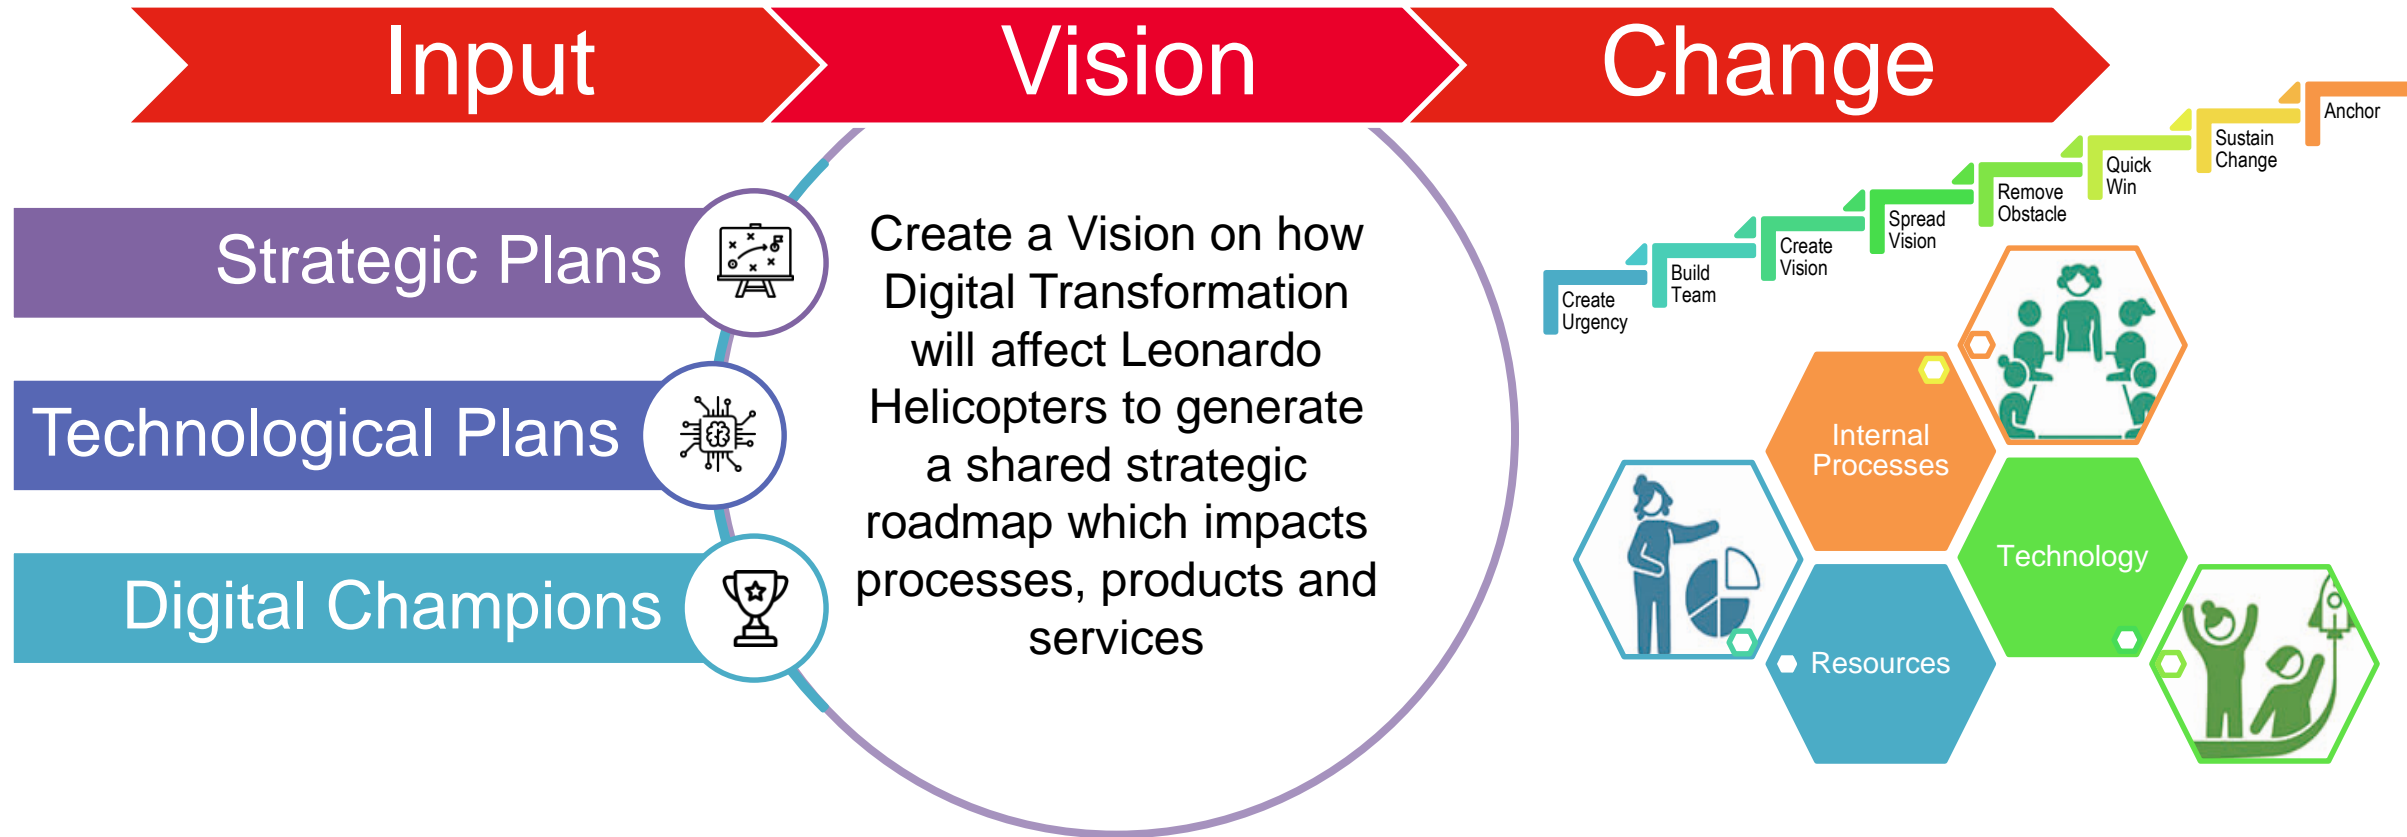 Input
Vision
Change
Strategic Plans
Technological Plans
Digital Champions
Create a Vision on how
Digital Transformation
will affect Leonardo
Helicopters to generate
a shared strategic
roadmap which impacts
processes, products and
services
Create
Urgency
Build
Team
Create
Vision
Spread
Vision
Remove
Obstacle
Quick
Win
Sustain
Change
Anchor
Internal
Processes
Technology
Resources